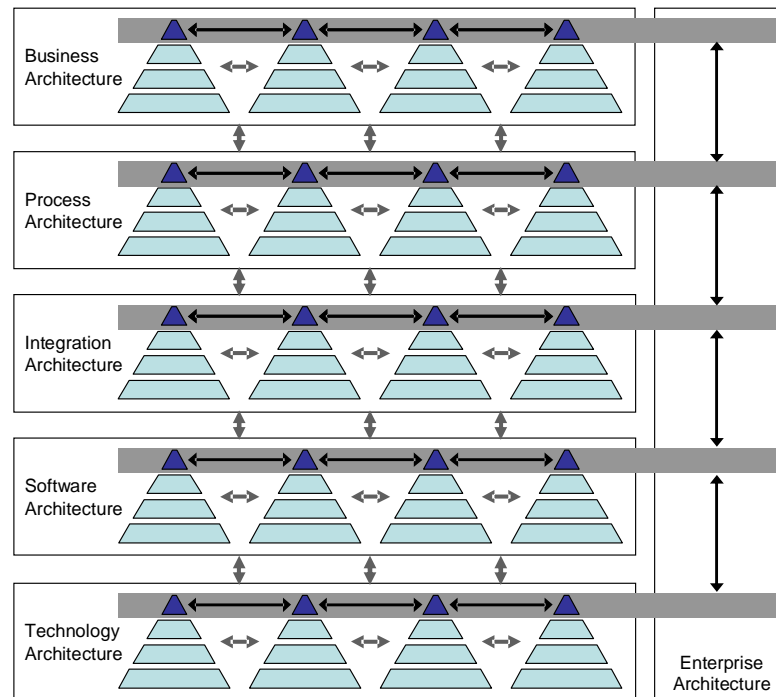 Business
Architecture
Process
Architecture
Integration
Architecture
Software
Architecture
Technology
Architecture
Enterprise
Architecture